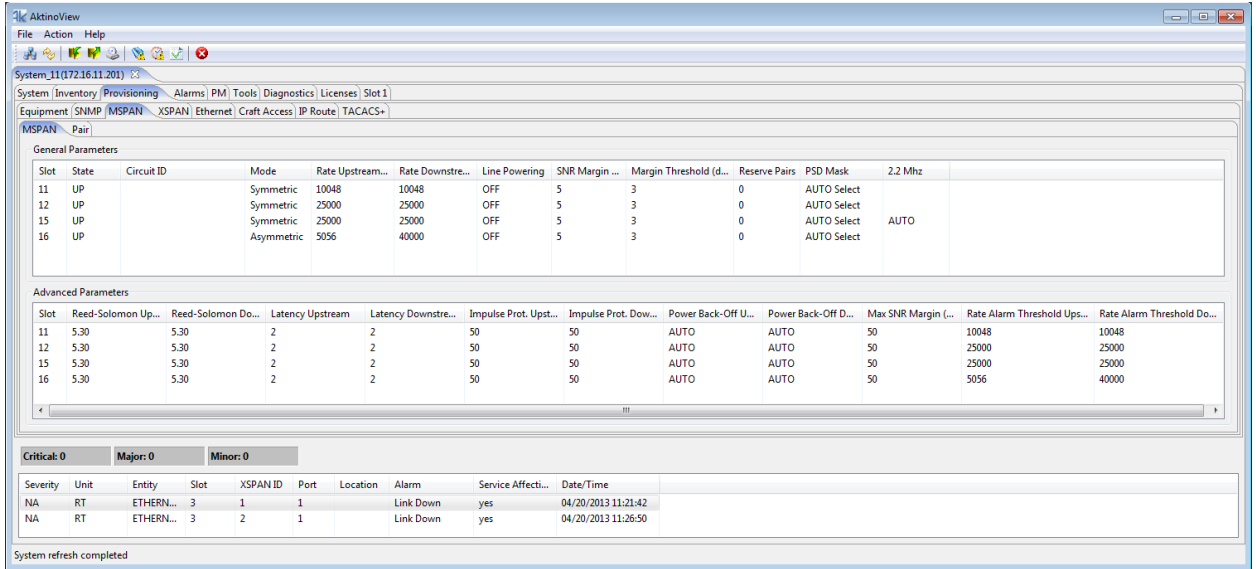 AktinoView
File Action Help
System_11(172.16.11.201)
System Inventory Provisioning Alarms PM Tools Diagnostics Licenses Slot 1
Equipment SNMP MSPAN XSPAN Ethernet Craft Access IP Route TACACS+
MSPAN Pair
General Parameters
Slot State Circuit ID Mode Rate Upstream... Rate Downstre... Line Powering SNR Margin ... Margin Threshold (d... Reserve Pairs PSD Mask 2.2 Mhz
11 UP Symmetric 10048 10048 OFF 5 3 0 AUTO Select
12 UP Symmetric 25000 25000 OFF 5 3 0 AUTO Select
15 UP Symmetric 25000 25000 OFF 5 3 0 AUTO Select AUTO
16 UP Asymmetric 5056 40000 OFF 5 3 0 AUTO Select
Advanced Parameters
Slot Reed-Solomon Up... Reed-Solomon Do... Latency Upstream Latency Downstre... Impulse Prot. Upst... Impulse Prot. Dow... Power Back-Off U... Power Back-Off D... Max SNR Margin (... Rate Alarm Threshold Ups... Rate Alarm Threshold Do...
11 5.30 5.30 2 2 50 50 AUTO AUTO 50 10048 10048
12 5.30 5.30 2 2 50 50 AUTO AUTO 50 25000 25000
15 5.30 5.30 2 2 50 50 AUTO AUTO 50 25000 25000
16 5.30 5.30 2 2 50 50 AUTO AUTO 50 5056 40000
Critical: 0 Major: 0 Minor: 0
Severity Unit Entity Slot XSPAN ID Port Location Alarm Service Affecti... Date/Time
NA RT ETHERN... 3 1 1 Link Down yes 04/20/2013 11:21:42
NA RT ETHERN... 3 2 1 Link Down yes 04/20/2013 11:26:50
System refresh completed